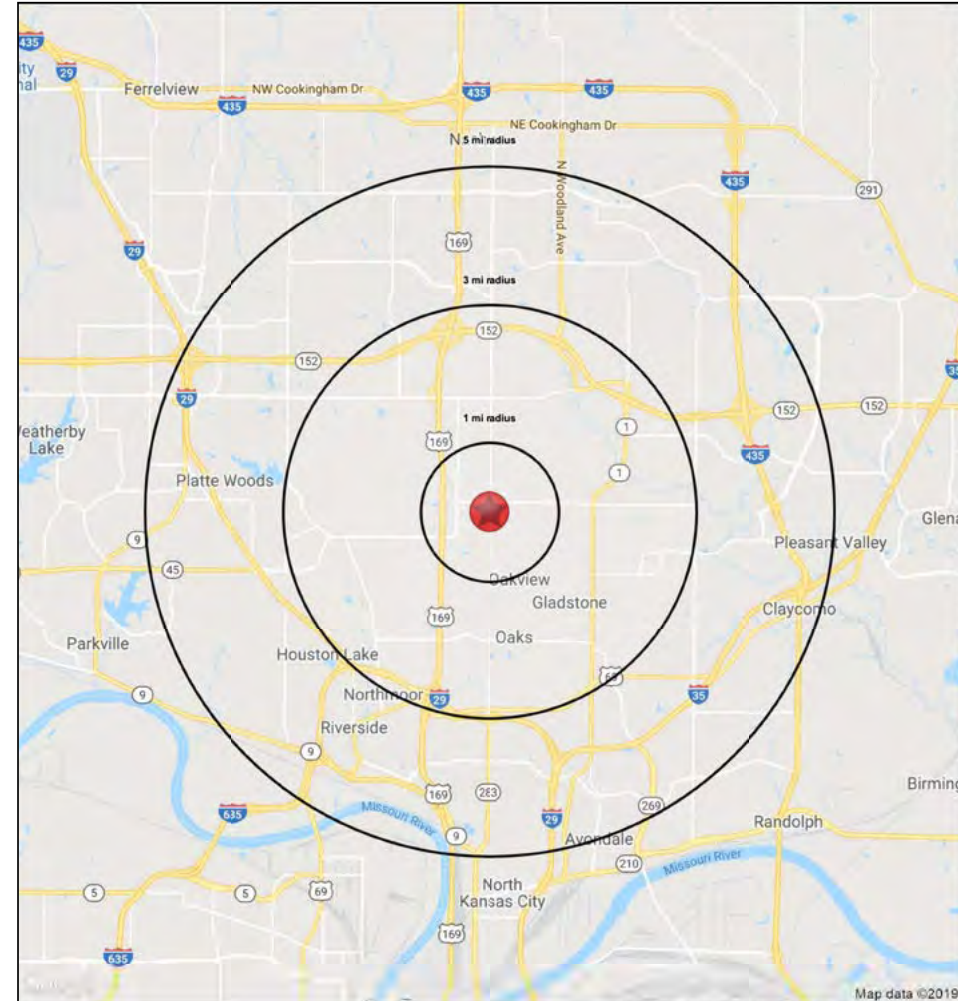 435
29
ity
nal
Ferrelview
NW Cookingham Dr
435
435
435
NE Cookingham Dr
5 mi radius
N Woodland Ave
435
291
169
29
3 mi radius
152
152
35
29
1 mi radius
152
152
1
169
435
1
Weatherby
Lake
Platte Woods
Glena
9
Pleasant Valley
45
Oakview
Gladstone
Claycomo
169
Oaks
Parkville
Houston Lake
Northmoor
29
35
9
Riverside
9
Birming
169
283
269
635
Missouri River
29
Randolph
9
Avondale
210
Missouri River
5
5
69
North
Kansas City
169
635
Map data ©2019